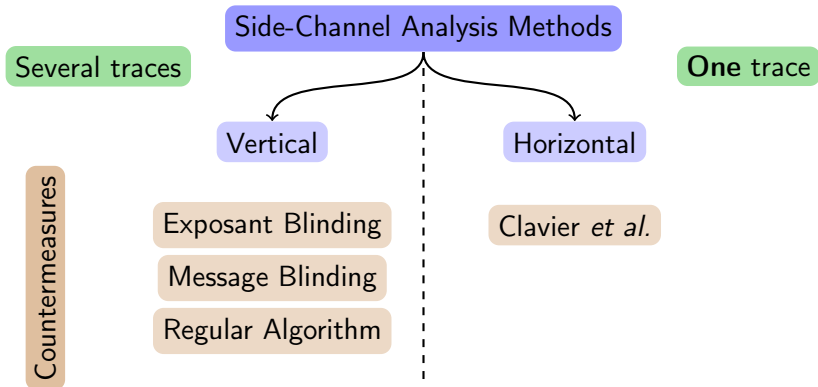 Side-Channel Analysis Methods
Several traces
One trace
Vertical
Horizontal
Countermeasures
Exposant Blinding
Clavier et al.
Message Blinding
Regular Algorithm